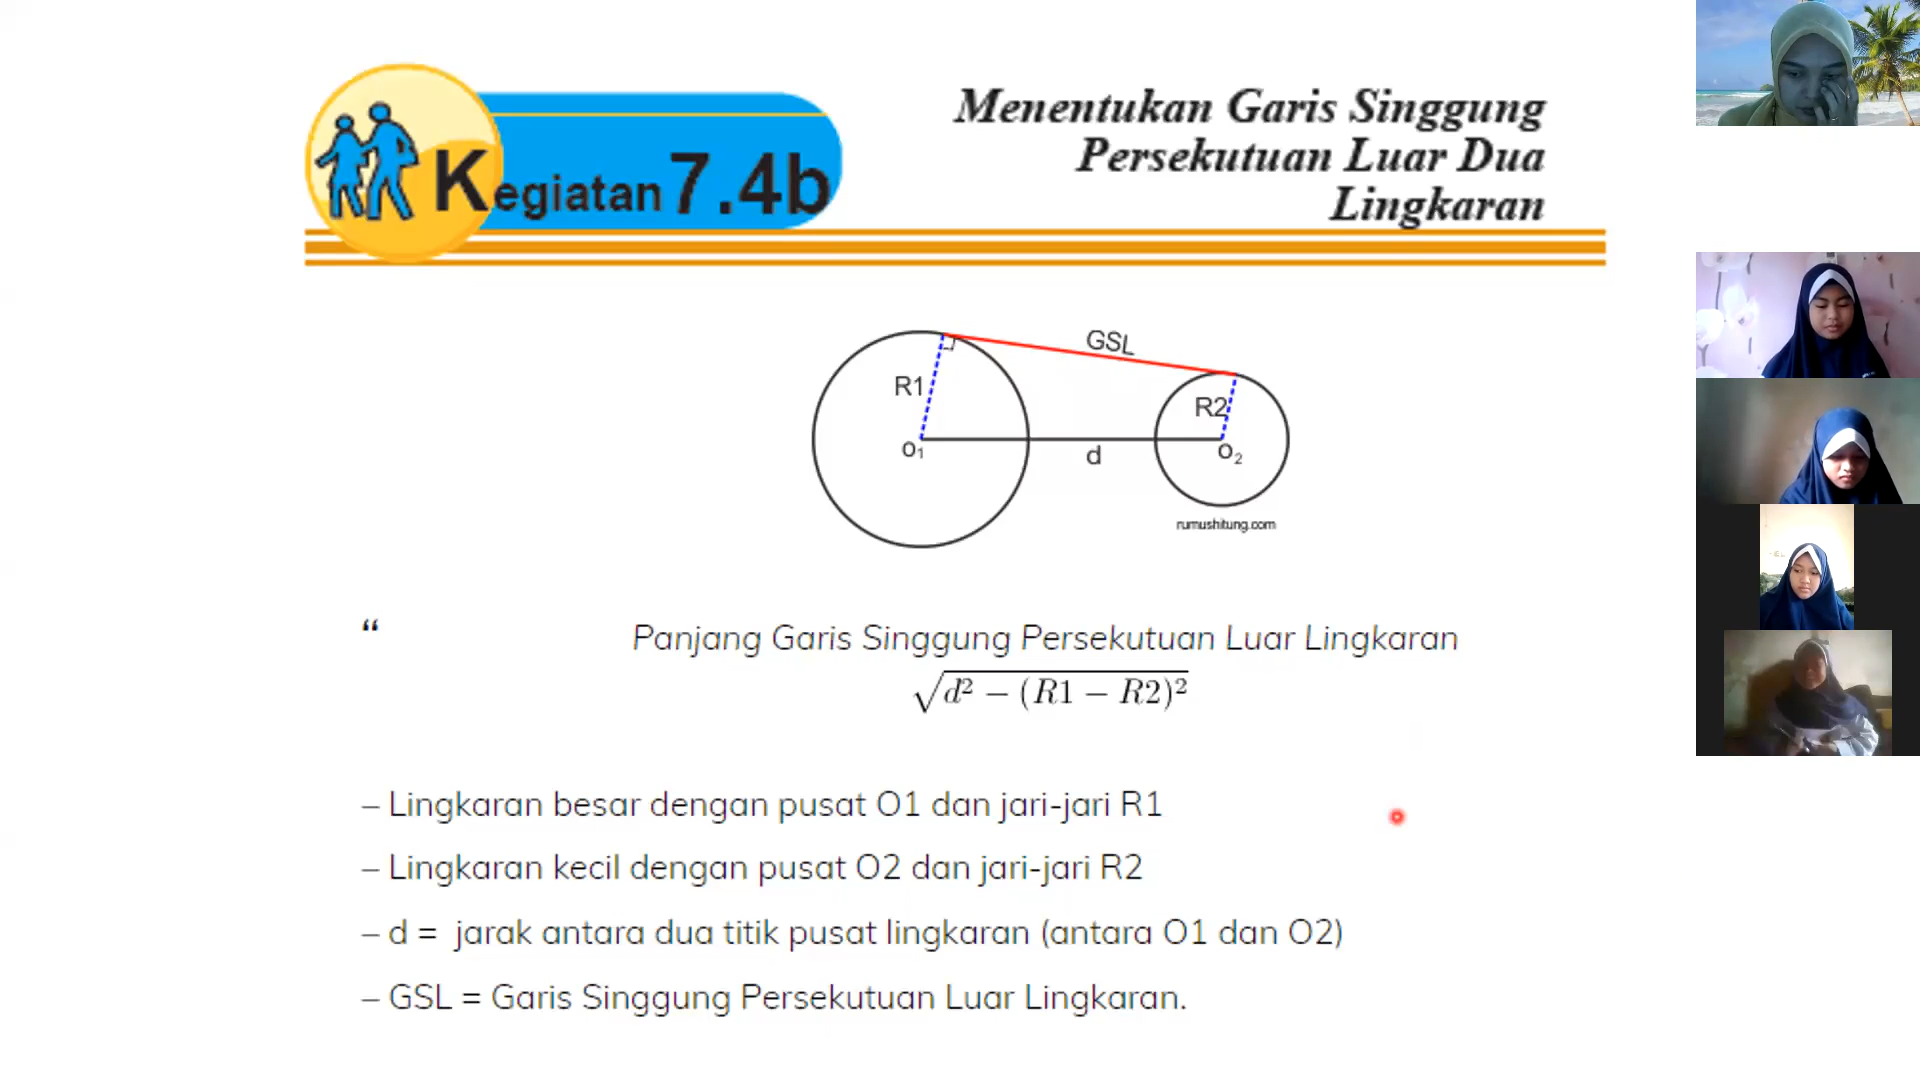 Kegiatan 7.4b
Menentukan Garis Singgung
Persekutuan Luar Dua
Lingkaran
GSL
R1
R2
O₁
d
O₂
rumushitung.com
“
Panjang Garis Singgung Persekutuan Luar Lingkaran
√d² − (R1 − R2)²
– Lingkaran besar dengan pusat O1 dan jari-jari R1
– Lingkaran kecil dengan pusat O2 dan jari-jari R2
– d = jarak antara dua titik pusat lingkaran (antara O1 dan O2)
– GSL = Garis Singgung Persekutuan Luar Lingkaran.